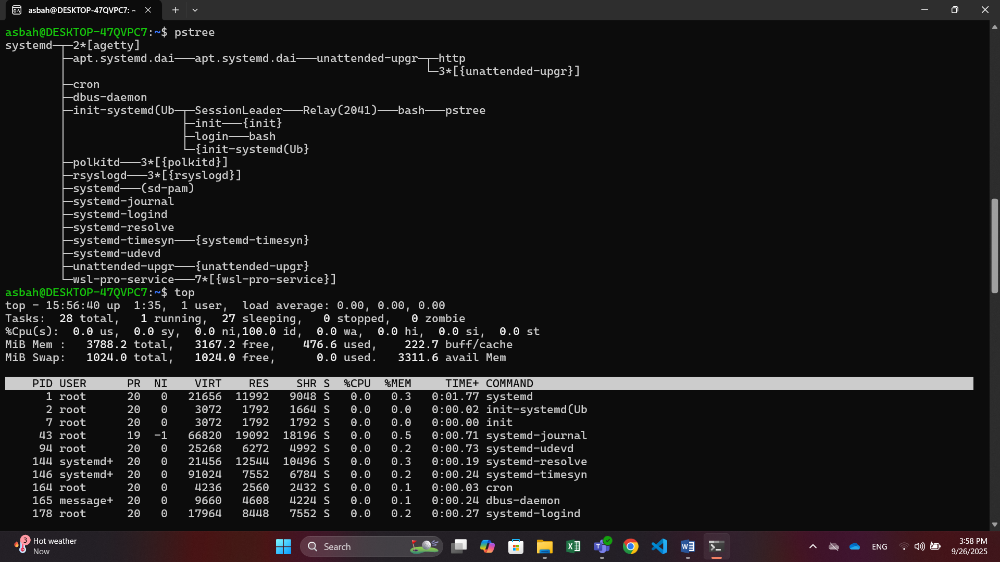 asbah@DESKTOP-47QVPC7: ~
asbah@DESKTOP-47QVPC7:~$ pstree
systemd─┬─2*[agetty]
        ├─apt.systemd.dai───apt.systemd.dai───unattended-upgr─┬─http
        │                                                     └─3*[{unattended-upgr}]
        ├─cron
        ├─dbus-daemon
        ├─init-systemd(Ub─┬─SessionLeader───Relay(2041)───bash───pstree
        │                 ├─init───{init}
        │                 ├─login───bash
        │                 └─{init-systemd(Ub}
        ├─polkitd───3*[{polkitd}]
        ├─rsyslogd───3*[{rsyslogd}]
        ├─systemd───(sd-pam)
        ├─systemd-journal
        ├─systemd-logind
        ├─systemd-resolve
        ├─systemd-timesyn───{systemd-timesyn}
        ├─systemd-udevd
        ├─unattended-upgr───{unattended-upgr}
        └─wsl-pro-service───7*[{wsl-pro-service}]
asbah@DESKTOP-47QVPC7:~$ top
top - 15:56:40 up  1:35,  1 user,  load average: 0.00, 0.00, 0.00
Tasks:  28 total,   1 running,  27 sleeping,   0 stopped,   0 zombie
%Cpu(s):  0.0 us,  0.0 sy,  0.0 ni,100.0 id,  0.0 wa,  0.0 hi,  0.0 si,  0.0 st
MiB Mem :   3788.2 total,   3167.2 free,    476.6 used,    222.7 buff/cache
MiB Swap:   1024.0 total,   1024.0 free,      0.0 used.   3311.6 avail Mem
    PID USER      PR  NI    VIRT    RES    SHR S  %CPU  %MEM     TIME+ COMMAND
      1 root      20   0   21656  11992   9048 S   0.0   0.3   0:01.77 systemd
      2 root      20   0    3072   1792   1664 S   0.0   0.0   0:00.02 init-systemd(Ub
      7 root      20   0    3072   1792   1792 S   0.0   0.0   0:00.00 init
     43 root      19  -1   66820  19092  18196 S   0.0   0.5   0:00.71 systemd-journal
     94 root      20   0   25268   6272   4992 S   0.0   0.2   0:00.73 systemd-udevd
    144 systemd+  20   0   21456  12544  10496 S   0.0   0.3   0:00.19 systemd-resolve
    146 systemd+  20   0   91024   7552   6784 S   0.0   0.2   0:00.24 systemd-timesyn
    164 root      20   0    4236   2560   2432 S   0.0   0.1   0:00.03 cron
    165 message+  20   0    9660   4608   4224 S   0.0   0.1   0:00.24 dbus-daemon
    178 root      20   0   17964   8448   7552 S   0.0   0.2   0:00.27 systemd-logind
3
Hot weather
Now
Search
ENG
3:58 PM
9/26/2025